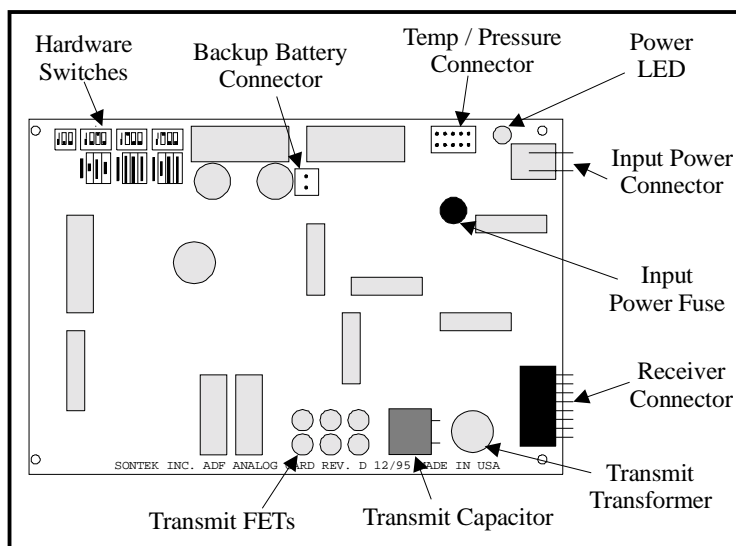 Hardware
Switches
Backup Battery
Connector
Temp / Pressure
Connector
Power
LED
Input Power
Connector
Input
Power Fuse
Receiver
Connector
SONTEK INC. ADF ANALOG CARD REV. D 12/95 MADE IN USA
Transmit FETs
Transmit Capacitor
Transmit
Transformer